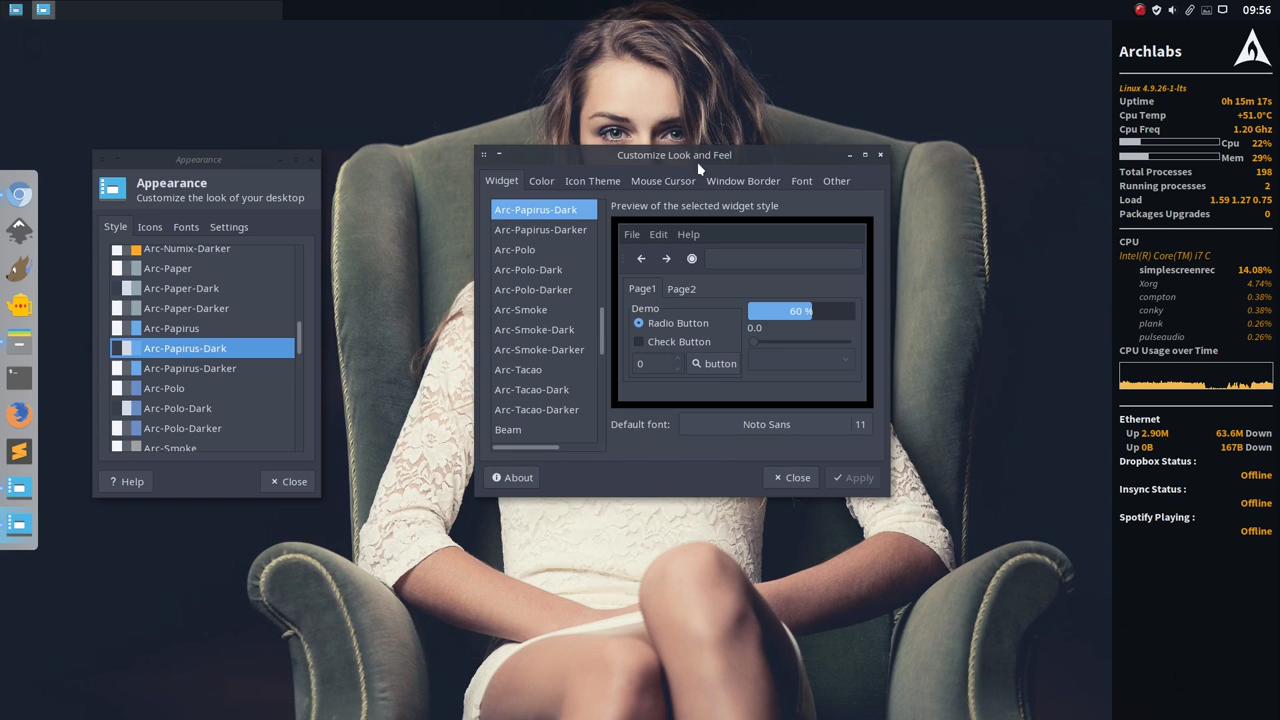 09:56
Appearance
Appearance
Customize the look of your desktop
Style Icons Fonts Settings
Arc-Numix-Darker
Arc-Paper
Arc-Paper-Dark
Arc-Paper-Darker
Arc-Papirus
Arc-Papirus-Dark
Arc-Papirus-Darker
Arc-Polo
Arc-Polo-Dark
Arc-Polo-Darker
Arc-Smoke
? Help
Close
Customize Look and Feel
Widget Color Icon Theme Mouse Cursor Window Border Font Other
Arc-Papirus-Dark
Arc-Papirus-Darker
Arc-Polo
Arc-Polo-Dark
Arc-Polo-Darker
Arc-Smoke
Arc-Smoke-Dark
Arc-Smoke-Darker
Arc-Tacao
Arc-Tacao-Dark
Arc-Tacao-Darker
Beam
Preview of the selected widget style
File Edit Help
Page1 Page2
Demo
Radio Button
Check Button
0
button
60 %
0.0
Default font: Noto Sans 11
About
Close
Apply
Archlabs
Linux 4.9.26-1-lts
Uptime 0h 15m 17s
Cpu Temp +51.0°C
Cpu Freq 1.20 Ghz
Cpu 22%
Mem 29%
Total Processes 198
Running processes 2
Load 1.59 1.27 0.75
Packages Upgrades 0
CPU
Intel(R) Core(TM) i7 C
simplescreenrec 14.08%
Xorg 4.74%
compton 0.38%
conky 0.38%
plank 0.26%
pulseaudio 0.26%
CPU Usage over Time
Ethernet
Up 2.90M 63.6M Down
Up 0B 167B Down
Dropbox Status :
Offline
Insync Status :
Offline
Spotify Playing :
Offline